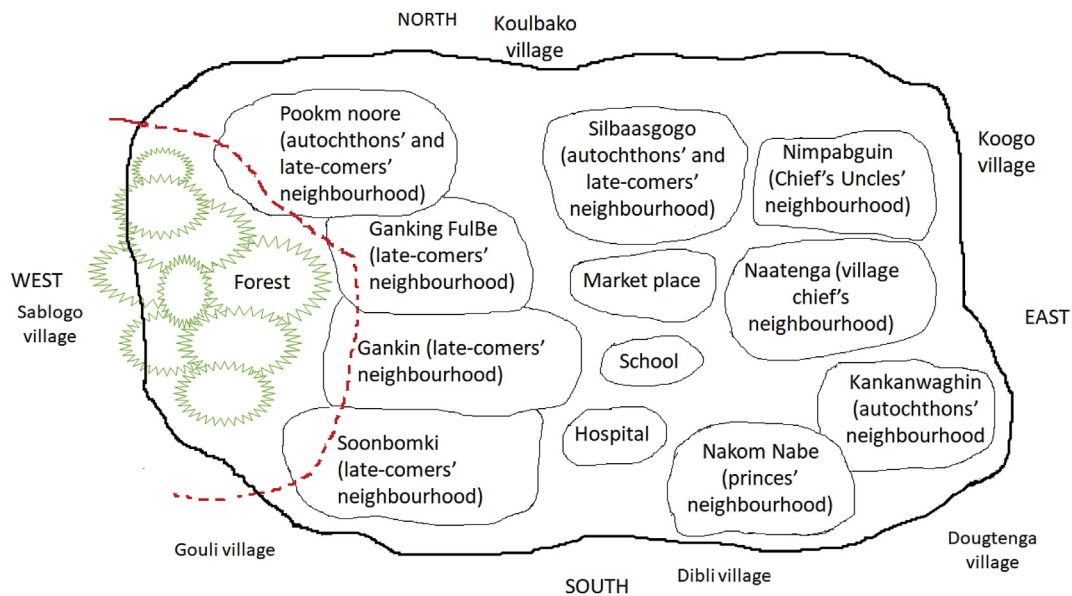 NORTH
Koulbako
village
Pookm noore
(autochthons' and
late-comers'
neighbourhood)
Silbaasgogo
(autochthons' and
late-comers'
neighbourhood)
Nimpabguin
(Chief's Uncles'
neighbourhood)
Koogo
village
Ganking FulBe
(late-comers'
neighbourhood)
WEST
Sablogo
village
Forest
Market place
Naatenga (village
chief's
neighbourhood)
EAST
Gankin (late-comers'
neighbourhood)
School
Kankanwaghin
(autochthons'
neighbourhood
Soonbomki
(late-comers'
neighbourhood)
Hospital
Nakom Nabe
(princes'
neighbourhood)
Gouli village
SOUTH
Dibli village
Dougtenga
village